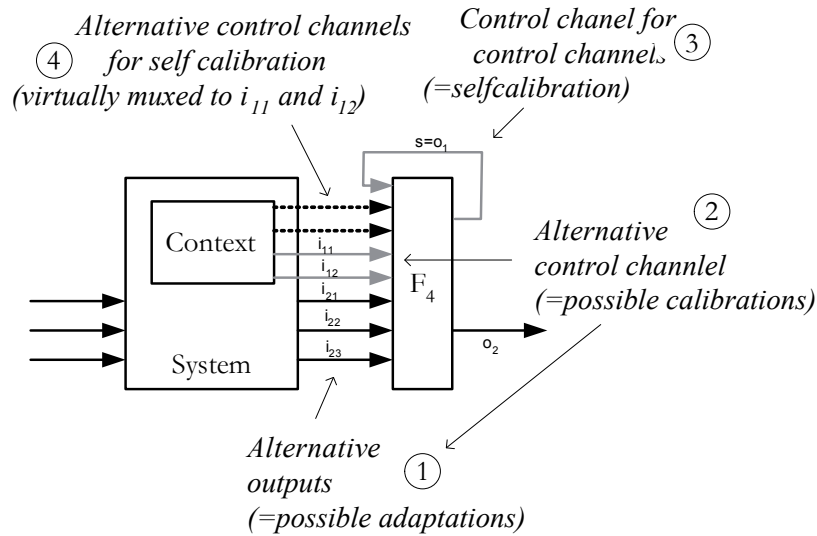 Alternative control channels
④ for self calibration
(virtually muxed to i₁₁ and i₁₂)
Control chanel for
control channels ③
(=selfcalibration)
s=o₁
Context
i₁₁
i₁₂
i₂₁
i₂₂
i₂₃
System
F₄
o₂
②
Alternative
control channlel
(=possible calibrations)
Alternative
outputs ①
(=possible adaptations)